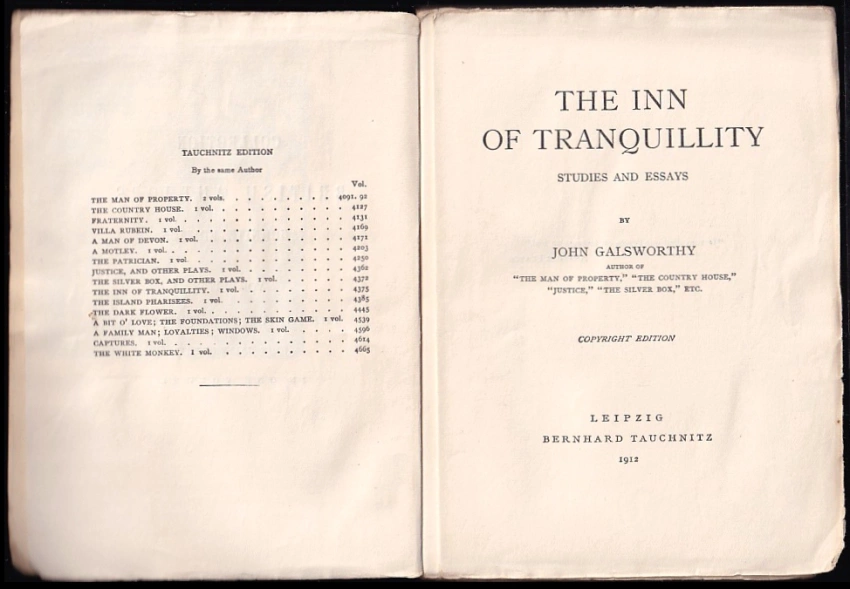 TAUCHNITZ EDITION
By the same Author
Vol.
THE MAN OF PROPERTY. 2 vols. . . . . . . . . 4091, 92
THE COUNTRY HOUSE. 1 vol. . . . . . . . . . 4127
FRATERNITY. 1 vol. . . . . . . . . . . . 4131
VILLA RUBEIN. 1 vol. . . . . . . . . . . 4169
A MAN OF DEVON. 1 vol. . . . . . . . . . 4171
A MOTLEY. 1 vol. . . . . . . . . . . . 4203
THE PATRICIAN. 1 vol. . . . . . . . . . . 4250
JUSTICE, AND OTHER PLAYS. 1 vol. . . . . . . . 4362
THE SILVER BOX, AND OTHER PLAYS. 1 vol. . . . . . 4372
THE INN OF TRANQUILLITY. 1 vol. . . . . . . . . 4375
THE ISLAND PHARISEES. 1 vol. . . . . . . . . 4385
THE DARK FLOWER. 1 vol. . . . . . . . . . 4445
A BIT O' LOVE; THE FOUNDATIONS; THE SKIN GAME. 1 vol. 4539
A FAMILY MAN; LOYALTIES; WINDOWS. 1 vol. . . . . 4596
CAPTURES. 1 vol. . . . . . . . . . . . 4614
THE WHITE MONKEY. 1 vol. . . . . . . . . . 4665
THE INN
OF TRANQUILLITY
STUDIES AND ESSAYS
BY
JOHN GALSWORTHY
AUTHOR OF
"THE MAN OF PROPERTY," "THE COUNTRY HOUSE,"
"JUSTICE," "THE SILVER BOX," ETC.
COPYRIGHT EDITION
LEIPZIG
BERNHARD TAUCHNITZ
1912